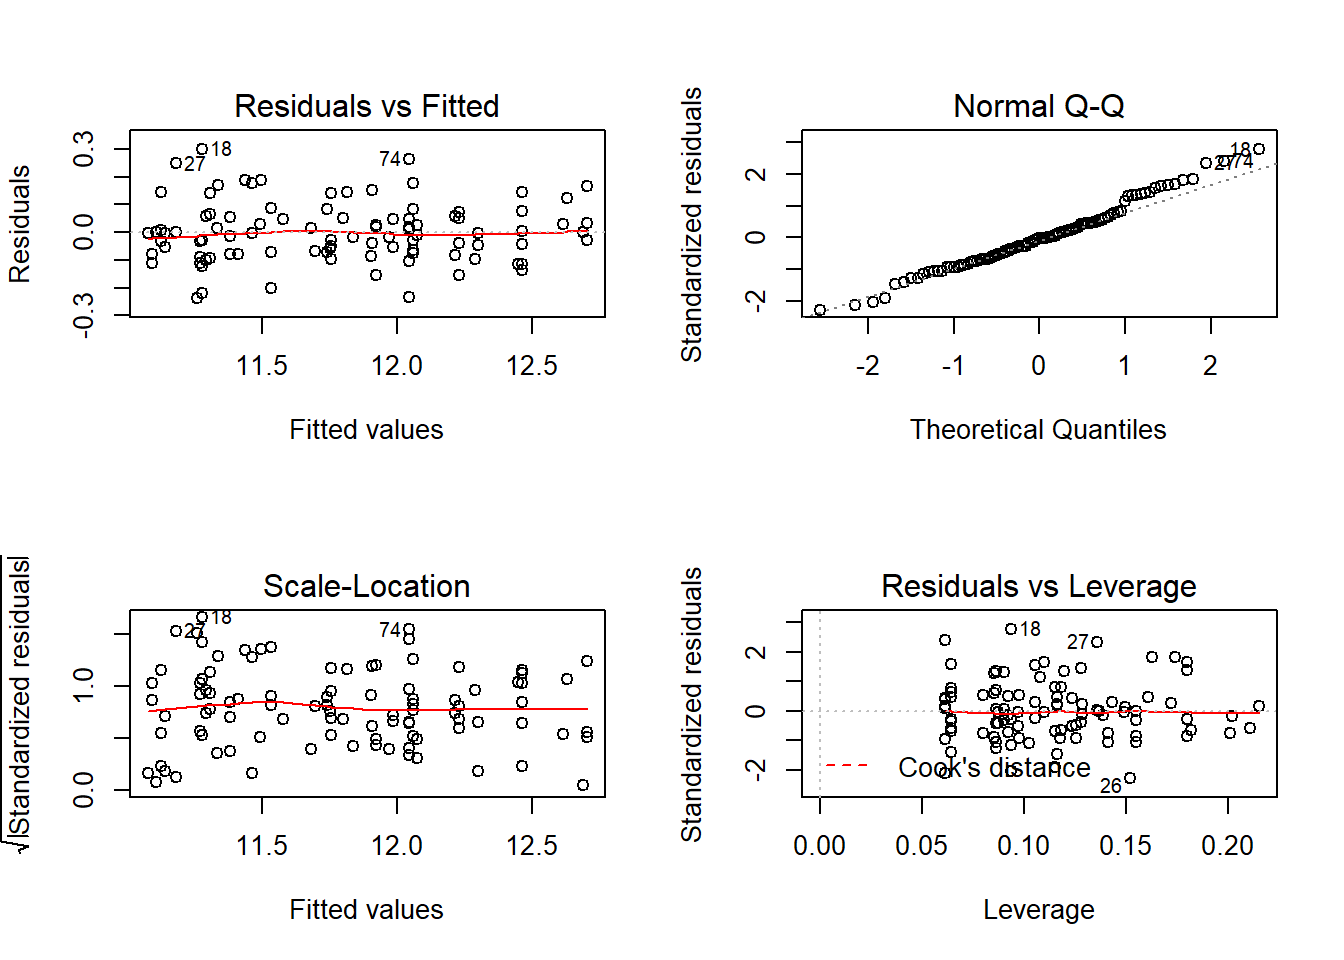 Residuals vs Fitted
Residuals
0.3
0.0
-0.3
18
27
74
11.5 12.0 12.5
Fitted values
Normal Q-Q
Standardized residuals
2
0
-2
18
27
74
-2 -1 0 1 2
Theoretical Quantiles
Scale-Location
√|Standardized residuals|
1.0
0.0
18
27
74
11.5 12.0 12.5
Fitted values
Residuals vs Leverage
Standardized residuals
2
0
-2
18
27
26
Cook's distance
0.00 0.05 0.10 0.15 0.20
Leverage